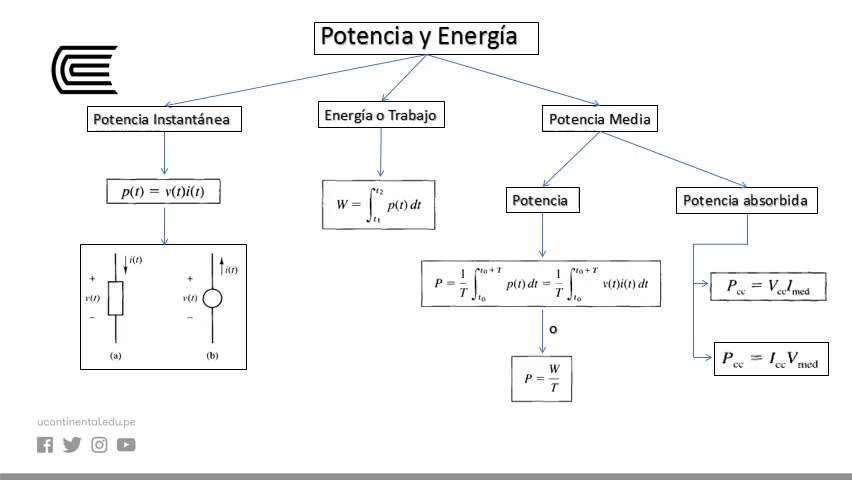 Potencia y Energía
Potencia Instantánea
Energía o Trabajo
Potencia Media
p(t) = v(t)i(t)
W = ∫_{t₁}^{t₂} p(t) dt
Potencia
Potencia absorbida
i(t)
+
v(t)
−
(a)
i(t)
+
v(t)
−
(b)
P = 1/T ∫_{t₀}^{t₀+T} p(t) dt = 1/T ∫_{t₀}^{t₀+T} v(t)i(t) dt
o
P = W/T
P_cc = V_cc I_med
P_cc = I_cc V_med
ucontinental.edu.pe